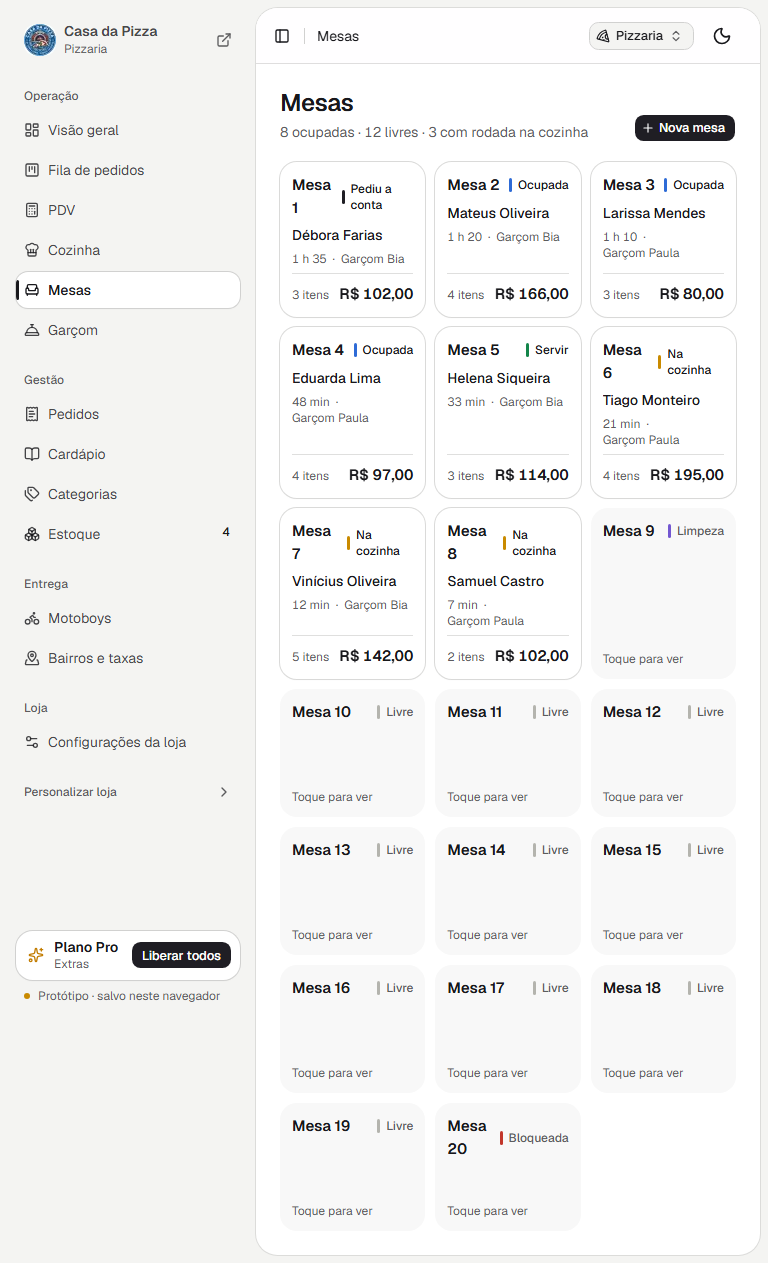 Casa da Pizza
Pizzaria
Operação
Visão geral
Fila de pedidos
PDV
Cozinha
Mesas
Garçom
Gestão
Pedidos
Cardápio
Categorias
Estoque 4
Entrega
Motoboys
Bairros e taxas
Loja
Configurações da loja
Personalizar loja
Plano Pro
Extras
Liberar todos
Protótipo · salvo neste navegador
Mesas
Pizzaria
Mesas
8 ocupadas · 12 livres · 3 com rodada na cozinha
+ Nova mesa
Mesa
1
Pediu a
conta
Débora Farias
1 h 35 · Garçom Bia
3 itens R$ 102,00
Mesa 2 Ocupada
Mateus Oliveira
1 h 20 · Garçom Bia
4 itens R$ 166,00
Mesa 3 Ocupada
Larissa Mendes
1 h 10 ·
Garçom Paula
3 itens R$ 80,00
Mesa 4 Ocupada
Eduarda Lima
48 min ·
Garçom Paula
4 itens R$ 97,00
Mesa 5 Servir
Helena Siqueira
33 min · Garçom Bia
3 itens R$ 114,00
Mesa
6
Na
cozinha
Tiago Monteiro
21 min ·
Garçom Paula
4 itens R$ 195,00
Mesa
7
Na
cozinha
Vinícius Oliveira
12 min · Garçom Bia
5 itens R$ 142,00
Mesa
8
Na
cozinha
Samuel Castro
7 min ·
Garçom Paula
2 itens R$ 102,00
Mesa 9 Limpeza
Toque para ver
Mesa 10 Livre
Toque para ver
Mesa 11 Livre
Toque para ver
Mesa 12 Livre
Toque para ver
Mesa 13 Livre
Toque para ver
Mesa 14 Livre
Toque para ver
Mesa 15 Livre
Toque para ver
Mesa 16 Livre
Toque para ver
Mesa 17 Livre
Toque para ver
Mesa 18 Livre
Toque para ver
Mesa 19 Livre
Toque para ver
Mesa
20
Bloqueada
Toque para ver